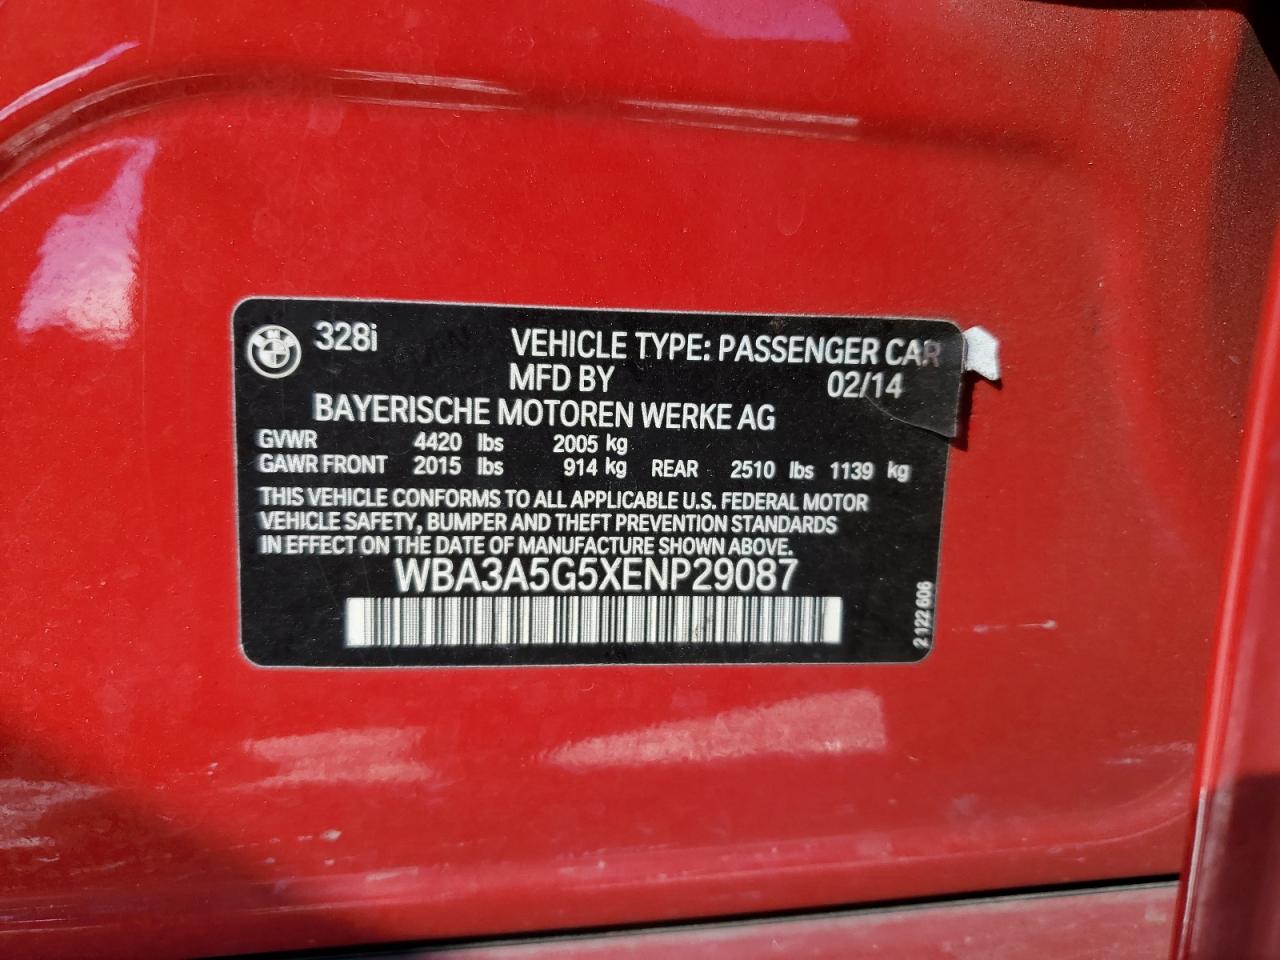 328i
VEHICLE TYPE: PASSENGER CAR
MFD BY 02/14
BAYERISCHE MOTOREN WERKE AG
GVWR 4420 lbs 2005 kg
GAWR FRONT 2015 lbs 914 kg REAR 2510 lbs 1139 kg
THIS VEHICLE CONFORMS TO ALL APPLICABLE U.S. FEDERAL MOTOR
VEHICLE SAFETY, BUMPER AND THEFT PREVENTION STANDARDS
IN EFFECT ON THE DATE OF MANUFACTURE SHOWN ABOVE.
WBA3A5G5XENP29087
2 122 606